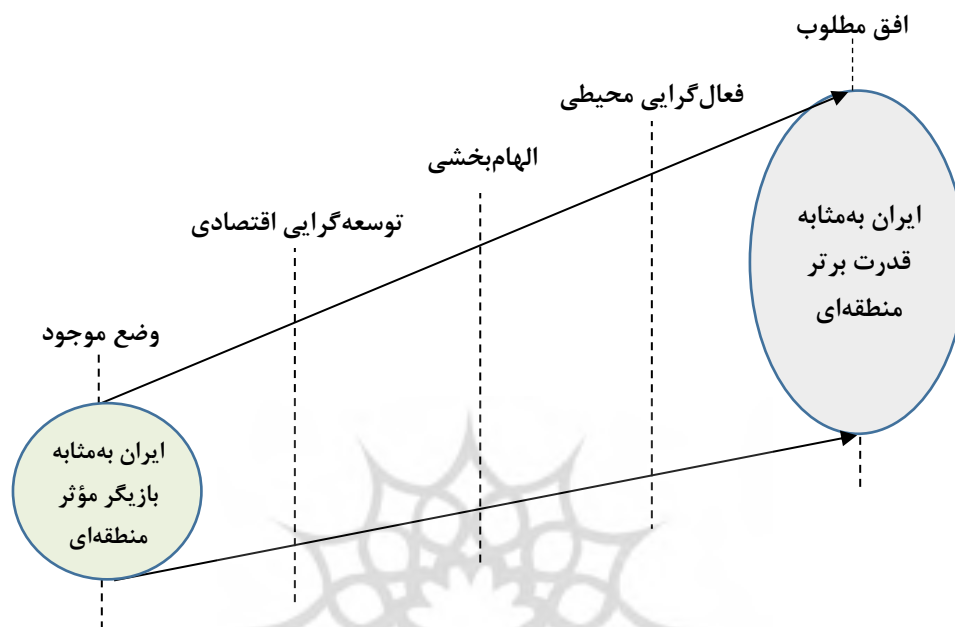 افق مطلوب
فعال‌گرایی محیطی
الهام‌بخشی
توسعه‌گرایی اقتصادی
وضع موجود
ایران به‌مثابه
قدرت برتر
منطقه‌ای
ایران به‌مثابه
بازیگر مؤثر
منطقه‌ای